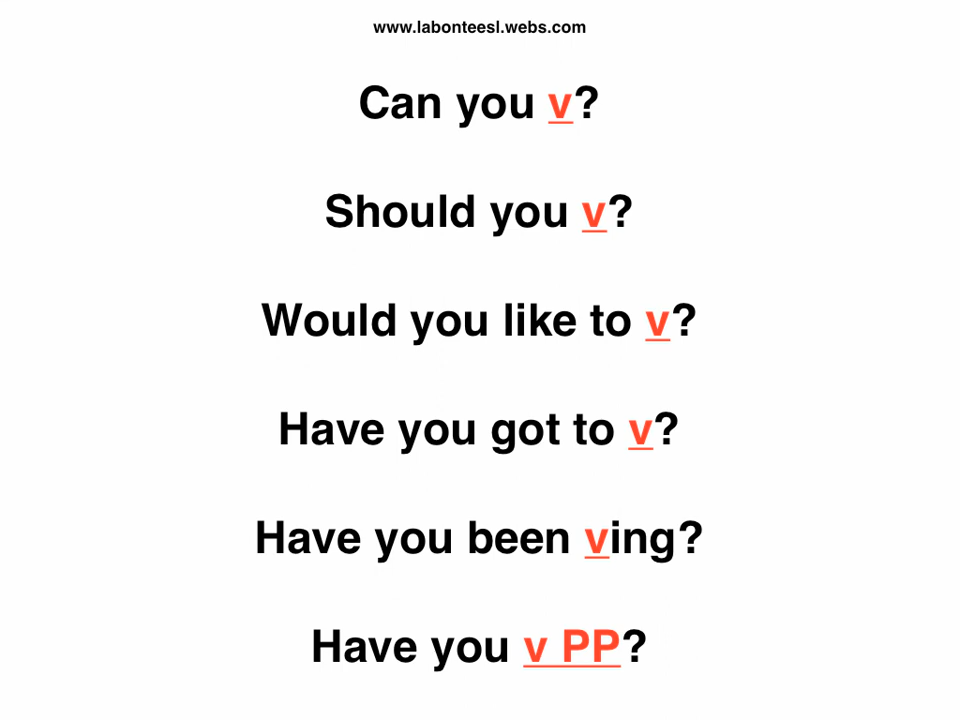 www.labonteesl.webs.com
Can you v?
Should you v?
Would you like to v?
Have you got to v?
Have you been ving?
Have you v PP?